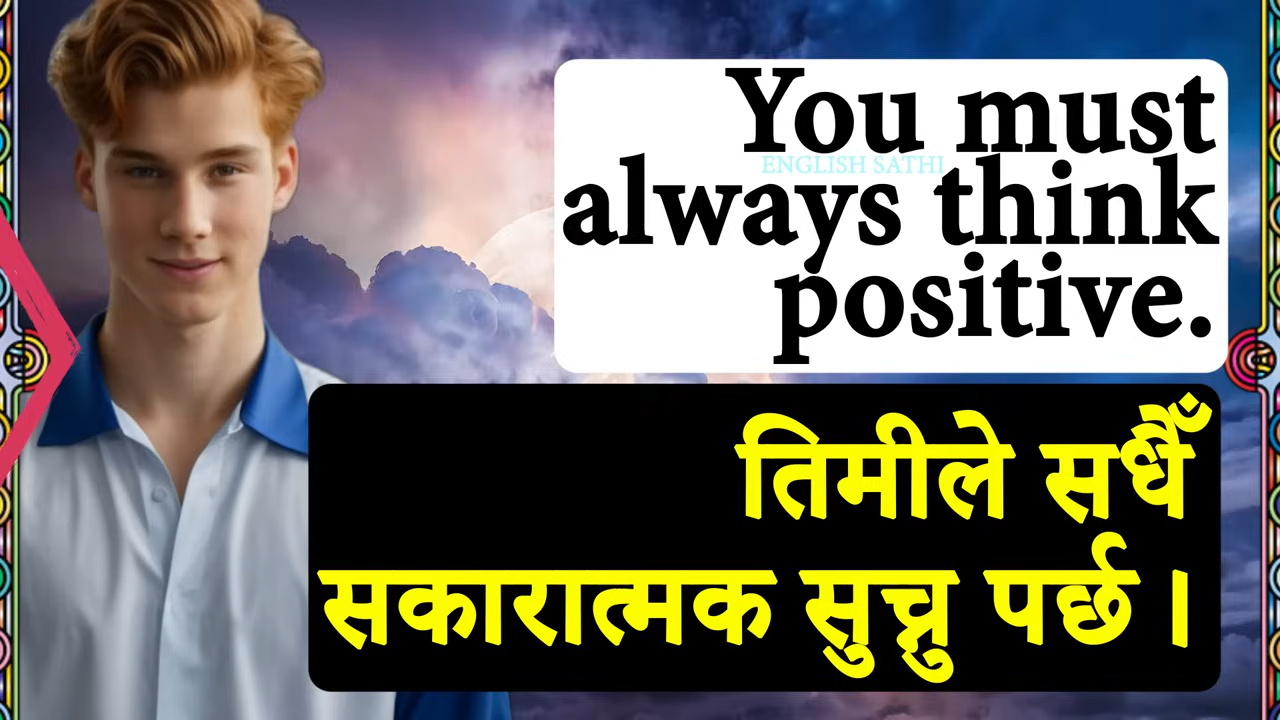 You must
ENGLISH SATHI
always think
positive.
तिमीले सधैँ
सकारात्मक सुच्नु पर्छ ।